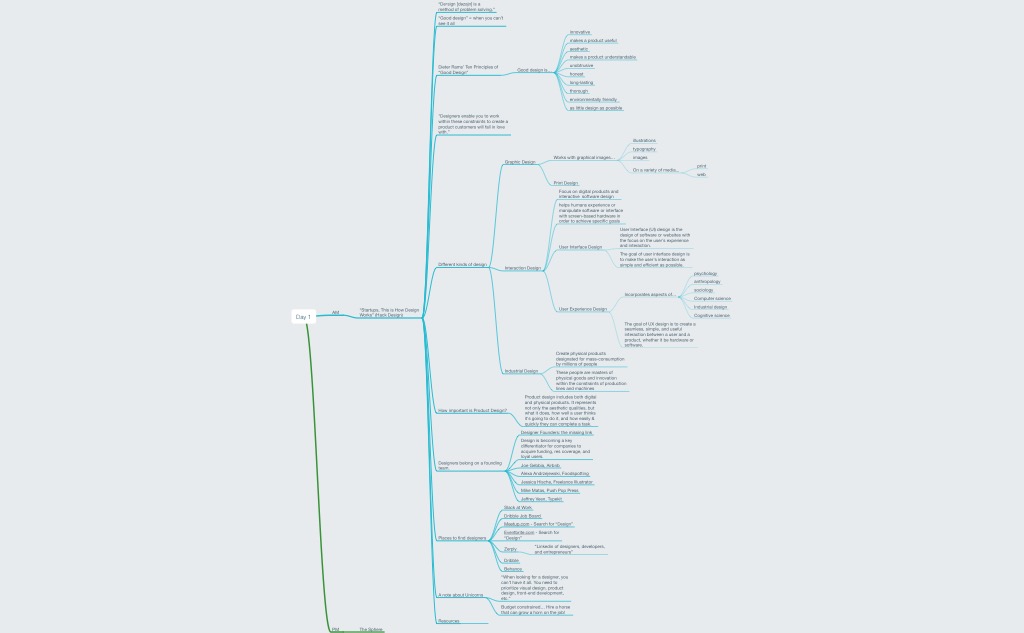 method of problem solving."
"Good design" = when you can't
see it all
Dieter Rams' Ten Principles of
"Good Design"
Good design is...
innovative
makes a product useful
aesthetic
makes a product understandable
unobtrusive
honest
long-lasting
thorough
environmentally friendly
as little design as possible
"Designers enable you to work
within these constraints to create a
product customers will fall in love
with."
Different kinds of design
Graphic Design
Works with graphical images...
illustrations
typography
images
On a variety of media...
print
web
Print Design
Interaction Design
Focus on digital products and
interactive software design
helps humans experience or
manipulate software or interface
with screen-based hardware in
order to achieve specific goals
User Interface Design
User Interface (UI) design is the
design of software or websites with
the focus on the user's experience
and interaction.
The goal of user interface design is
to make the user's interaction as
simple and efficient as possible.
User Experience Design
Incorporates aspects of...
psychology
anthropology
sociology
Computer science
Industrial design
Cognitive science
The goal of UX design is to create a
seamless, simple, and useful
interaction between a user and a
product, whether it be hardware or
software.
Industrial Design
Create physical products
designated for mass-consumption
by millions of people
These people are masters of
physical goods and innovation
within the constraints of production
lines and machines
Day 1
AM
"Startups, This Is How Design
Works" (Hack Design)
How important is Product Design?
Product design includes both digital
and physical products. It represents
not only the aesthetic qualities, but
what it does, how well a user thinks
it's going to do it, and how easily &
quickly they can complete a task.
Designers belong on a founding
team
Designer Founders: the missing link
Design is becoming a key
differentiator for companies to
acquire funding, press coverage, and
loyal users
Joe Gebbia, Airbnb
Alexa Andrzejewski, Foodspotting
Jessica Hische, Freelance Illustrator
Mike Matas, Push Pop Press
Jeffrey Veen, Typekit
Places to find designers
Slack at Work
Dribble Job Board
Meetup.com - Search for "Design"
Eventbrite.com - Search for
"Design"
Zerply
"LinkedIn of designers, developers,
and entrepreneurs"
Dribble
Behance
A note about Unicorns
"When looking for a designer, you
can't have it all. You need to
prioritize visual design, product
design, front-end development,
etc."
Budget constrained... Hire a horse
that can grow a horn on the job!
Resources
PM
The Sphere